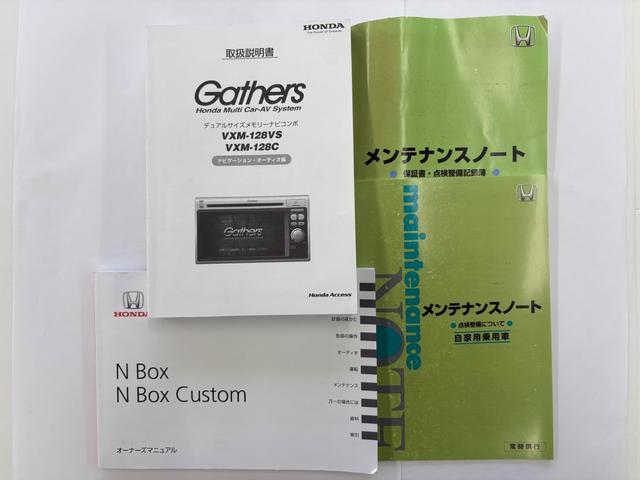 HONDA
The Power of Dreams
取扱説明書
Gathers
Honda Multi Car-AV System
デュアルサイズメモリーナビコンポ
VXM-128VS
VXM-128C
ナビゲーション・オーディオ編
Gathers
Honda Access
メンテナンスノート
保証書・点検整備記録簿
maintenance
NOTE
メンテナンスノート
点検整備について
自家用乗用車
常時携行
HONDA
N Box
N Box Custom
オーナーズマニュアル
計器の見かた
各部の操作
オーディオ
運転
メンテナンス
万一の場合には
資料
索引